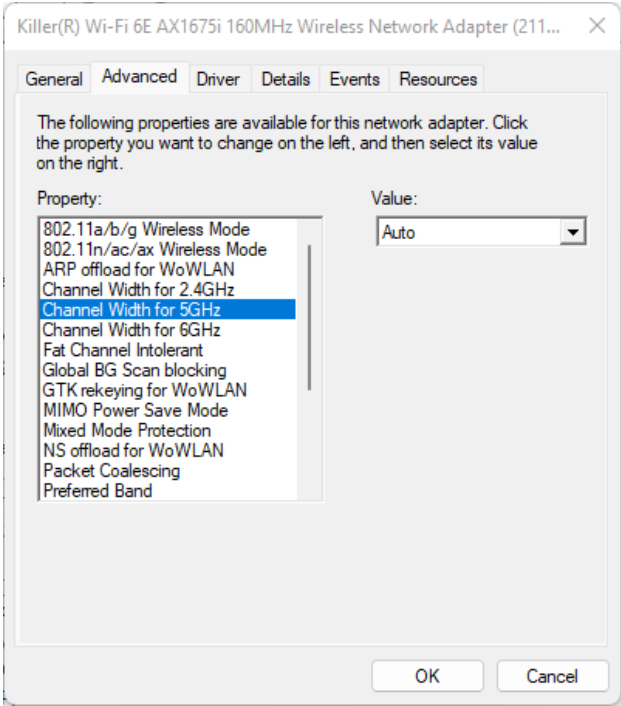 Killer(R) Wi-Fi 6E AX1675i 160MHz Wireless Network Adapter (211...
General Advanced Driver Details Events Resources
The following properties are available for this network adapter. Click
the property you want to change on the left, and then select its value
on the right.
Property: Value:
802.11a/b/g Wireless Mode Auto
802.11n/ac/ax Wireless Mode
ARP offload for WoWLAN
Channel Width for 2.4GHz
Channel Width for 5GHz
Channel Width for 6GHz
Fat Channel Intolerant
Global BG Scan blocking
GTK rekeying for WoWLAN
MIMO Power Save Mode
Mixed Mode Protection
NS offload for WoWLAN
Packet Coalescing
Preferred Band
OK Cancel